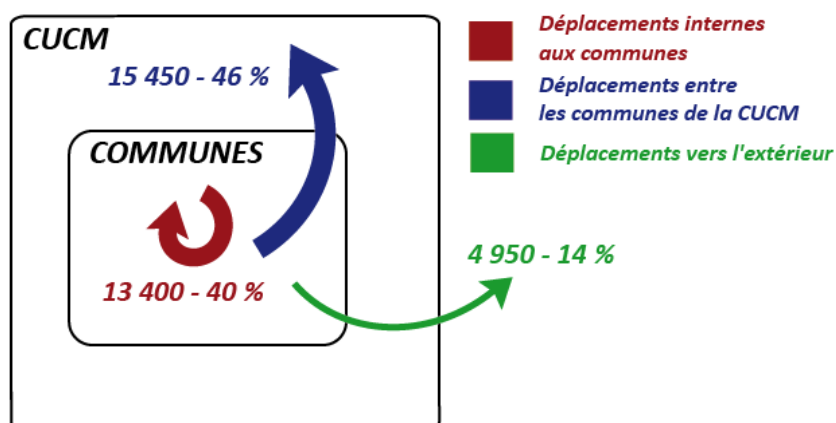 CUCM
15 450 - 46 %
COMMUNES
13 400 - 40 %
Déplacements internes
aux communes
Déplacements entre
les communes de la CUCM
Déplacements vers l'extérieur
4 950 - 14 %